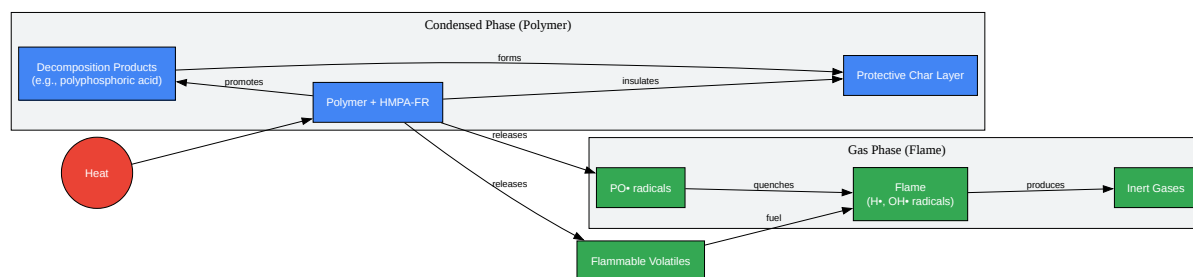 Condensed Phase (Polymer)
Decomposition Products
(e.g., polyphosphoric acid)
forms
promotes
insulates
Protective Char Layer
Polymer + HMPA-FR
Heat
releases
releases
Gas Phase (Flame)
PO• radicals
quenches
Flame
(H•, OH• radicals)
produces
Inert Gases
fuel
Flammable Volatiles